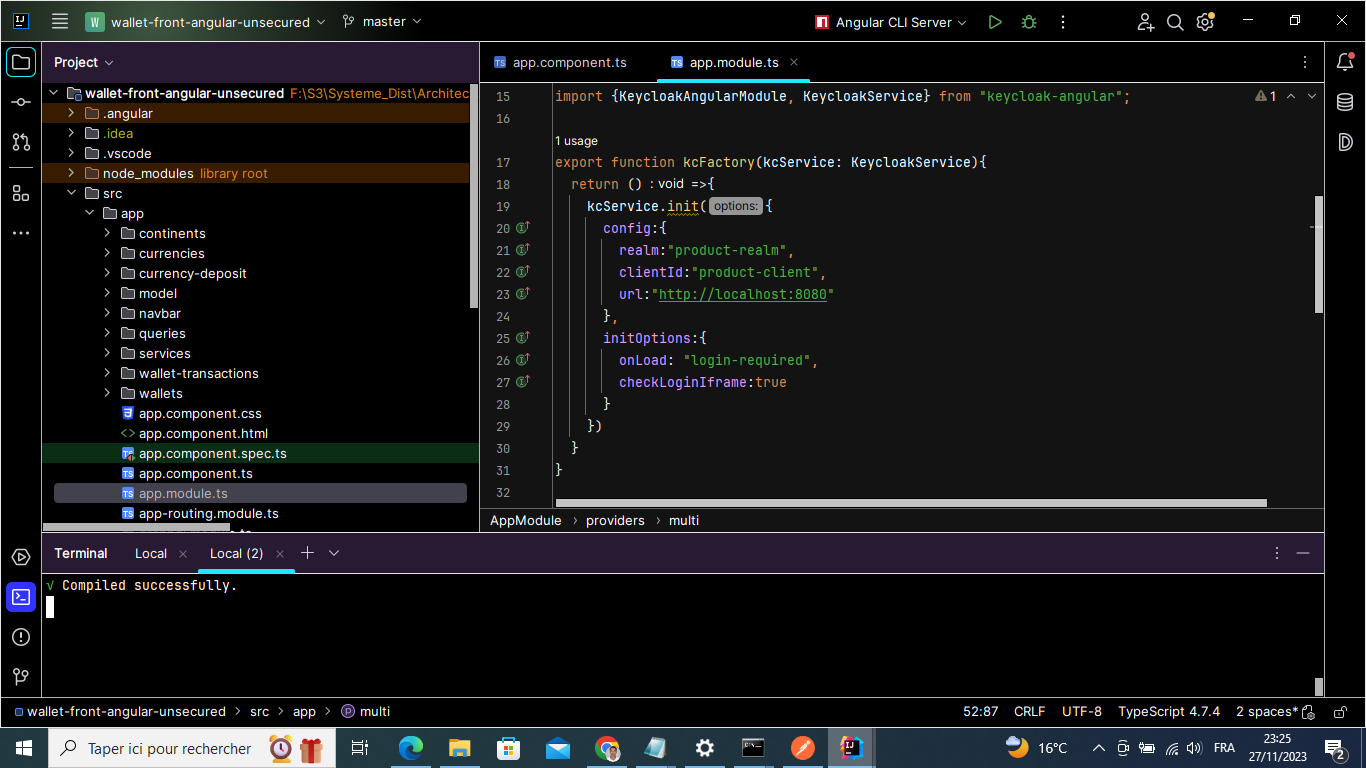 W wallet-front-angular-unsecured master Angular CLI Server
Project
wallet-front-angular-unsecured F:\S3\Systeme_Dist\Architec
.angular
.idea
.vscode
node_modules library root
src
app
continents
currencies
currency-deposit
model
navbar
queries
services
wallet-transactions
wallets
app.component.css
app.component.html
app.component.spec.ts
app.component.ts
app.module.ts
app-routing.module.ts
app.component.ts app.module.ts
1
15 import {KeycloakAngularModule, KeycloakService} from "keycloak-angular";
16
1 usage
17 export function kcFactory(kcService: KeycloakService){
18 return () : void =>{
19 kcService.init( options: {
20 config:{
21 realm:"product-realm",
22 clientId:"product-client",
23 url:"http://localhost:8080"
24 },
25 initOptions:{
26 onLoad: "login-required",
27 checkLoginIframe:true
28 }
29 })
30 }
31 }
32
AppModule > providers > multi
Terminal Local Local (2)
√ Compiled successfully.
wallet-front-angular-unsecured > src > app > multi 52:87 CRLF UTF-8 TypeScript 4.7.4 2 spaces*
Taper ici pour rechercher 16°C FRA 23:25
27/11/2023 2